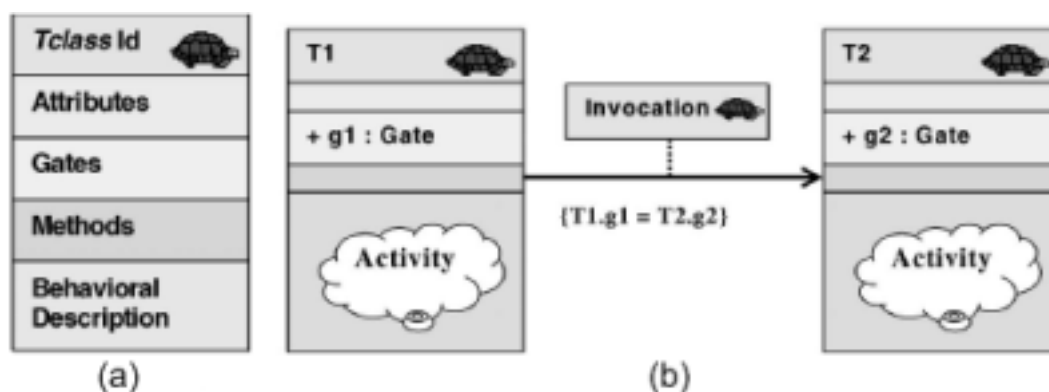 Tclass Id
Attributes
Gates
Methods
Behavioral
Description
(a)
T1
+ g1 : Gate
Activity
Invocation
{T1.g1 = T2.g2}
T2
+ g2 : Gate
Activity
(b)